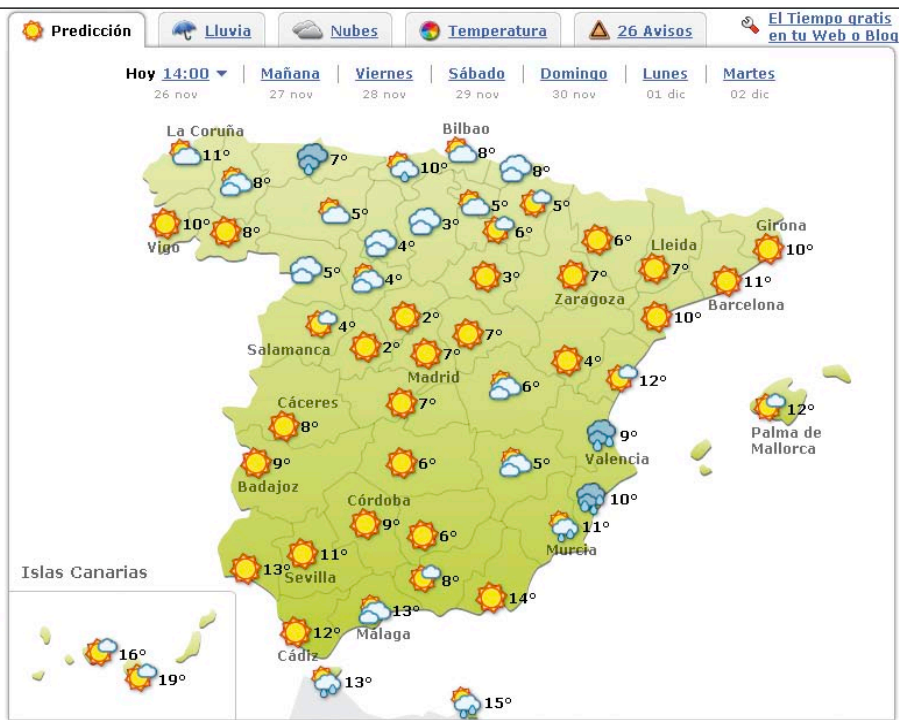 Predicción
Lluvia
Nubes
Temperatura
26 Avisos
El Tiempo gratis
en tu Web o Blog
Hoy 14:00 | Mañana | Viernes | Sábado | Domingo | Lunes | Martes
26 nov 27 nov 28 nov 29 nov 30 nov 01 dic 02 dic
La Coruña
Bilbao
11° 7° 10° 8° 8°
8°
5° 5° 5°
Girona
10° 8° 3° 6° 6°
Vigo
Lleida
4° 10°
5° 4° 3° 7° 7° 11°
Zaragoza
Barcelona
4° 2° 7° 10°
Salamanca
2° 7° 4°
Madrid
7° 6° 12° 12°
Cáceres
8° 9°
Palma de
Mallorca
Valencia
9° 6° 5°
Badajoz
Córdoba
10°
9° 6° 11°
Murcia
11°
13°
Sevilla
Islas Canarias
8°
14°
13°
12°
Málaga
Cádiz
16°
19°
13°
15°